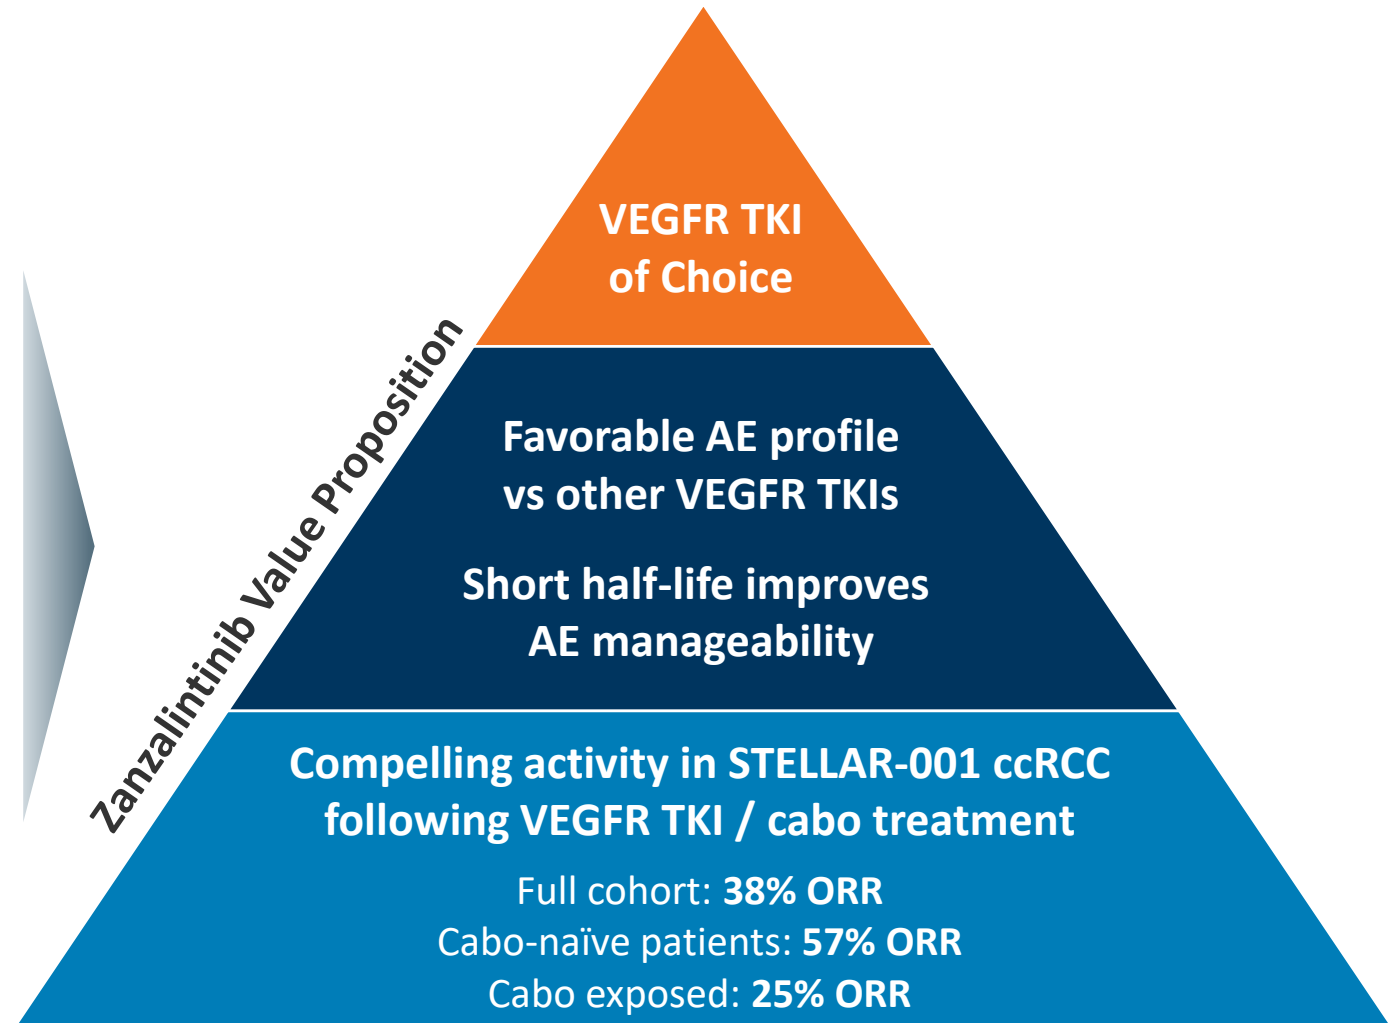 VEGFR TKI
of Choice
Zanzalintinib Value Proposition
Favorable AE profile
vs other VEGFR TKIs
Short half-life improves
AE manageability
Compelling activity in STELLAR-001 ccRCC
following VEGFR TKI / cabo treatment
Full cohort: 38% ORR
Cabo-naïve patients: 57% ORR
Cabo exposed: 25% ORR